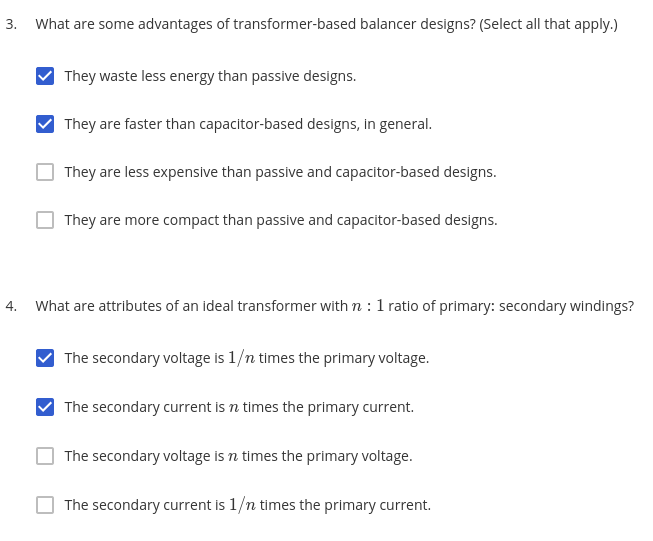 3. What are some advantages of transformer-based balancer designs? (Select all that apply.)
They waste less energy than passive designs.
They are faster than capacitor-based designs, in general.
They are less expensive than passive and capacitor-based designs.
They are more compact than passive and capacitor-based designs.
4. What are attributes of an ideal transformer with n : 1 ratio of primary: secondary windings?
The secondary voltage is 1/n times the primary voltage.
The secondary current is n times the primary current.
The secondary voltage is n times the primary voltage.
The secondary current is 1/n times the primary current.